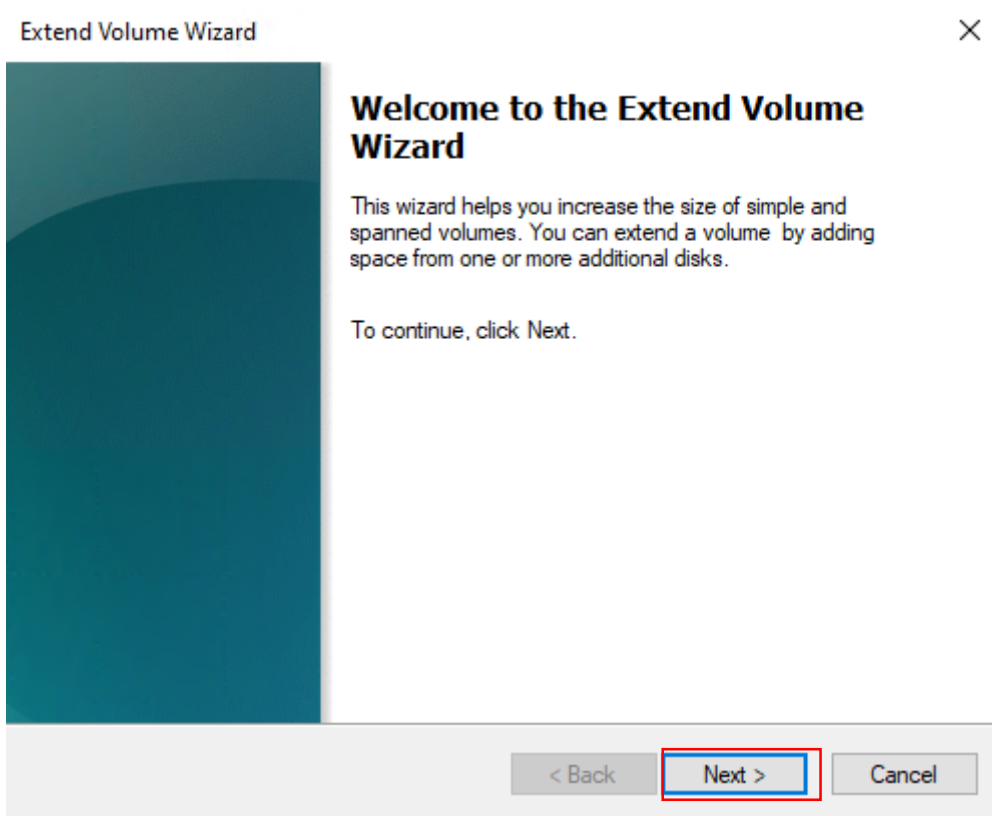 Extend Volume Wizard
Welcome to the Extend Volume
Wizard
This wizard helps you increase the size of simple and
spanned volumes. You can extend a volume  by adding
space from one or more additional disks.
To continue, click Next.
< Back
Next >
Cancel